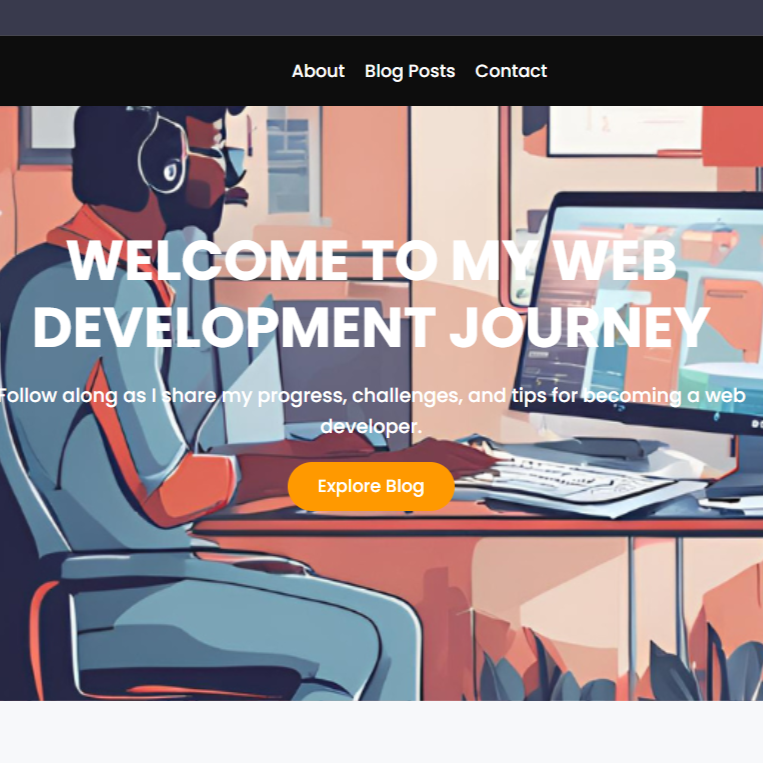 About Blog Posts Contact
WELCOME TO MY WEB
DEVELOPMENT JOURNEY
Follow along as I share my progress, challenges, and tips for becoming a web
developer.
Explore Blog